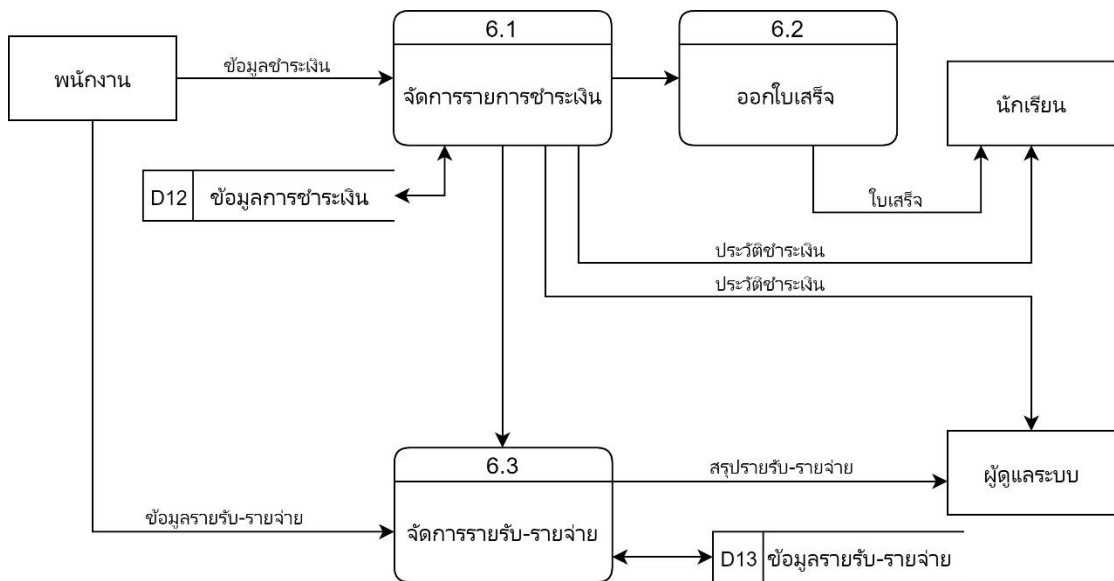 6.1
6.2
พนักงาน
ข้อมูลชำระเงิน
จัดการรายการชำระเงิน
ออกใบเสร็จ
นักเรียน
D12 ข้อมูลการชำระเงิน
ใบเสร็จ
ประวัติชำระเงิน
ประวัติชำระเงิน
6.3
สรุปรายรับ-รายจ่าย
ผู้ดูแลระบบ
ข้อมูลรายรับ-รายจ่าย
จัดการรายรับ-รายจ่าย
D13 ข้อมูลรายรับ-รายจ่าย